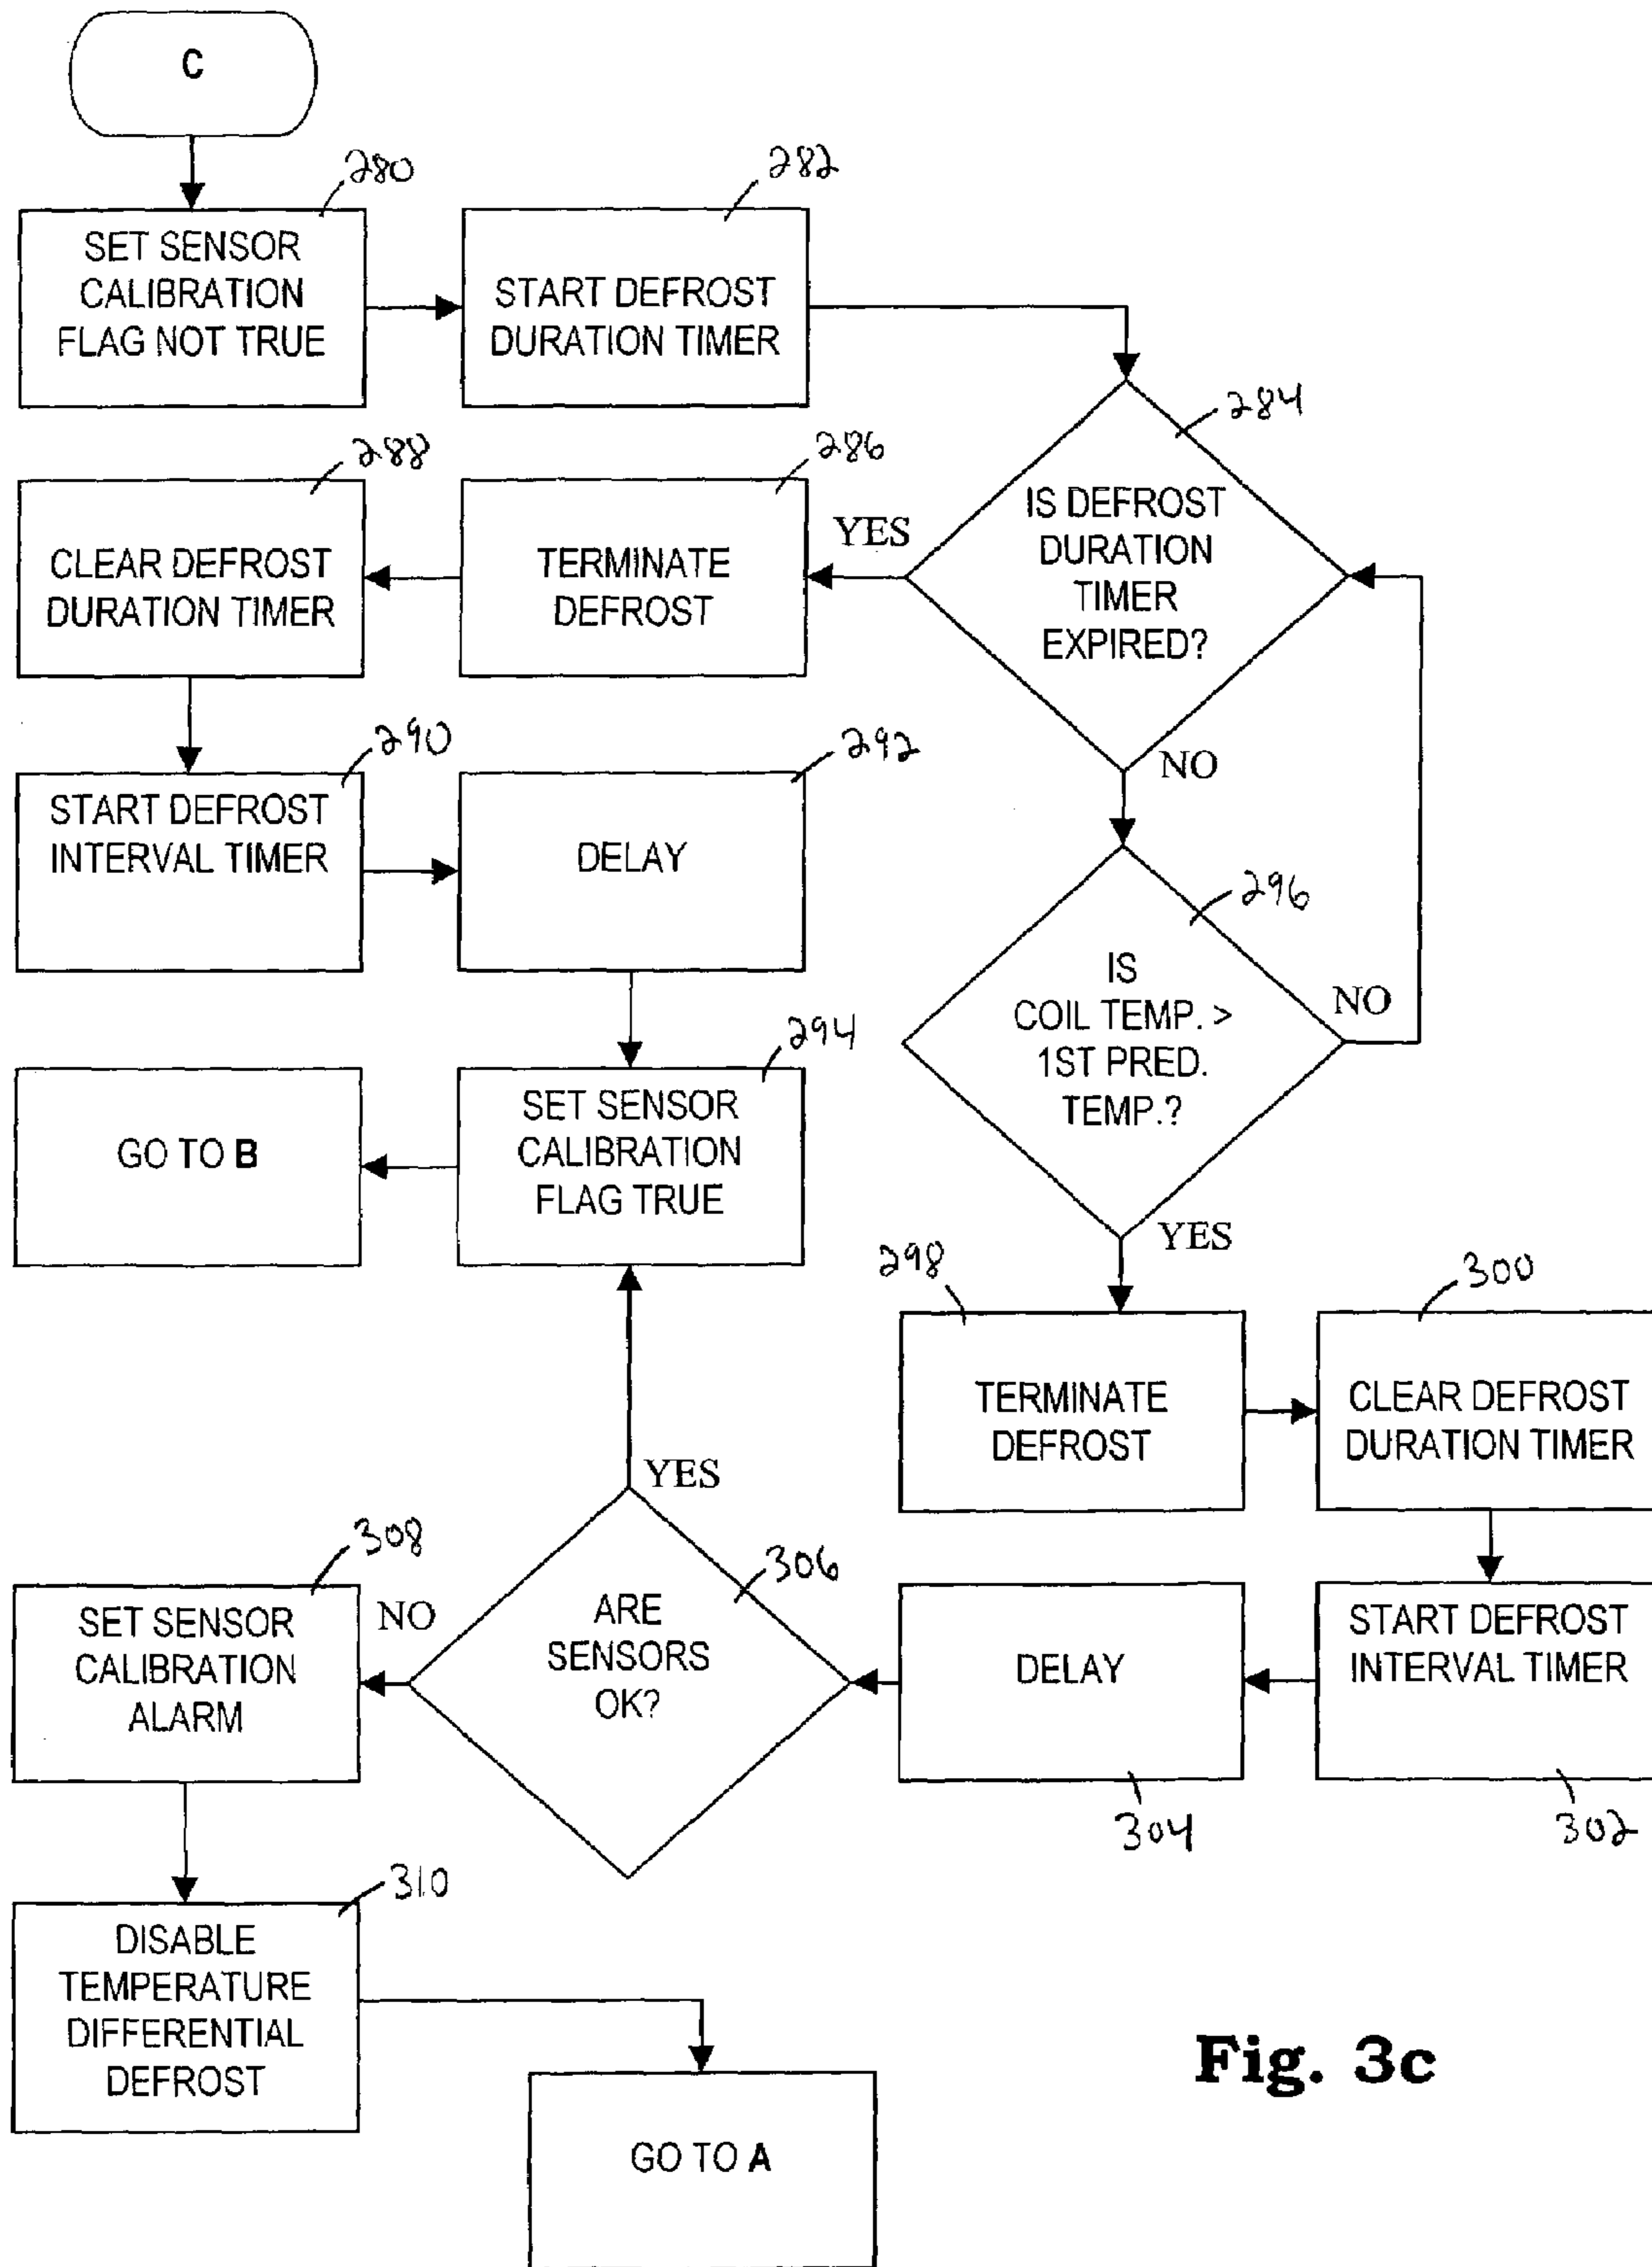 C
280
SET SENSOR
CALIBRATION
FLAG NOT TRUE
282
START DEFROST
DURATION TIMER
284
IS DEFROST
DURATION
TIMER
EXPIRED?
YES
NO
286
TERMINATE
DEFROST
288
CLEAR DEFROST
DURATION TIMER
290
START DEFROST
INTERVAL TIMER
292
DELAY
294
SET SENSOR
CALIBRATION
FLAG TRUE
GO TO B
296
IS
COIL TEMP. >
1ST PRED.
TEMP.?
NO
YES
298
TERMINATE
DEFROST
300
CLEAR DEFROST
DURATION TIMER
START DEFROST
INTERVAL TIMER
302
DELAY
304
306
ARE
SENSORS
OK?
YES
NO
308
SET SENSOR
CALIBRATION
ALARM
310
DISABLE
TEMPERATURE
DIFFERENTIAL
DEFROST
GO TO A
Fig. 3c